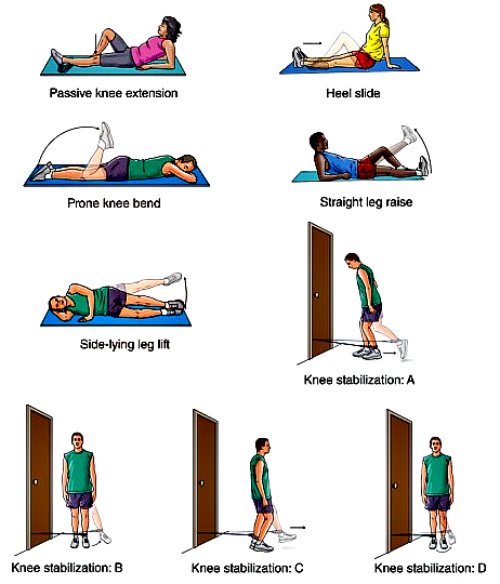 Passive knee extension
Heel slide
Prone knee bend
Straight leg raise
Side-lying leg lift
Knee stabilization: A
Knee stabilization: B
Knee stabilization: C
Knee stabilization: D